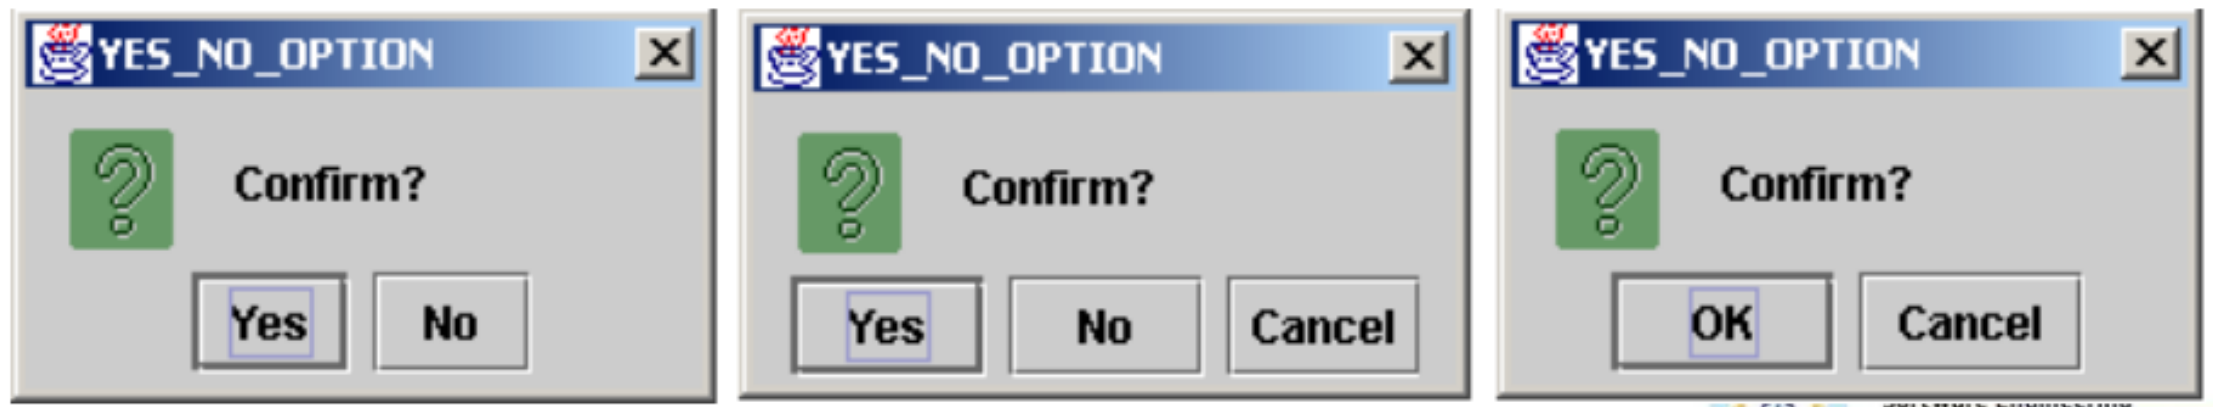 YES_NO_OPTION
Confirm?
Yes No
YES_NO_OPTION
Confirm?
Yes No Cancel
YES_NO_OPTION
Confirm?
OK Cancel